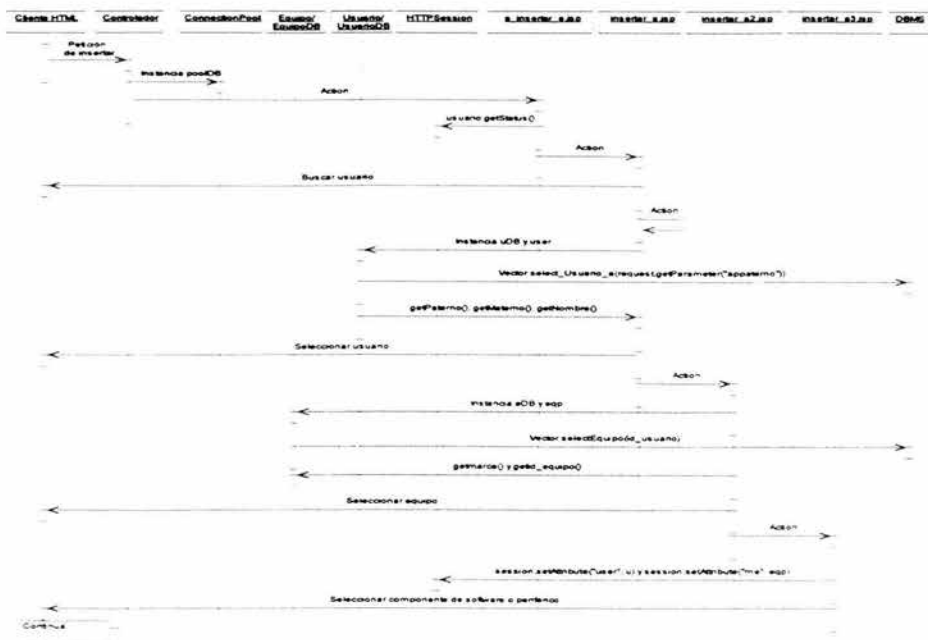 Cliente HTML Controlador ConnectionPool Equipo/ Usuario/ HTTPSession s_insertar_a.jsp insertar_a.jsp insertar_a2.jsp insertar_a3.jsp DBMS
EquipoDB UsuarioDB
Petición
de insertar
Instancia poolDB
Action
usuario.getStatus()
Action
Buscar usuario
Action
Instancia uDB y user
Vector select_Usuario_a(request.getParameter("appaterno"))
getPaterno(), getMaterno(), getNombre()
Seleccionar usuario
Action
Instancia eDB y eqp
Vector selectEquipo(id_usuario)
getmarca() y getid_equipo()
Seleccionar equipo
Action
session.setAttribute("user", u) y session.setAttribute("me", eqp)
Seleccionar componente de software o periferico
Continua